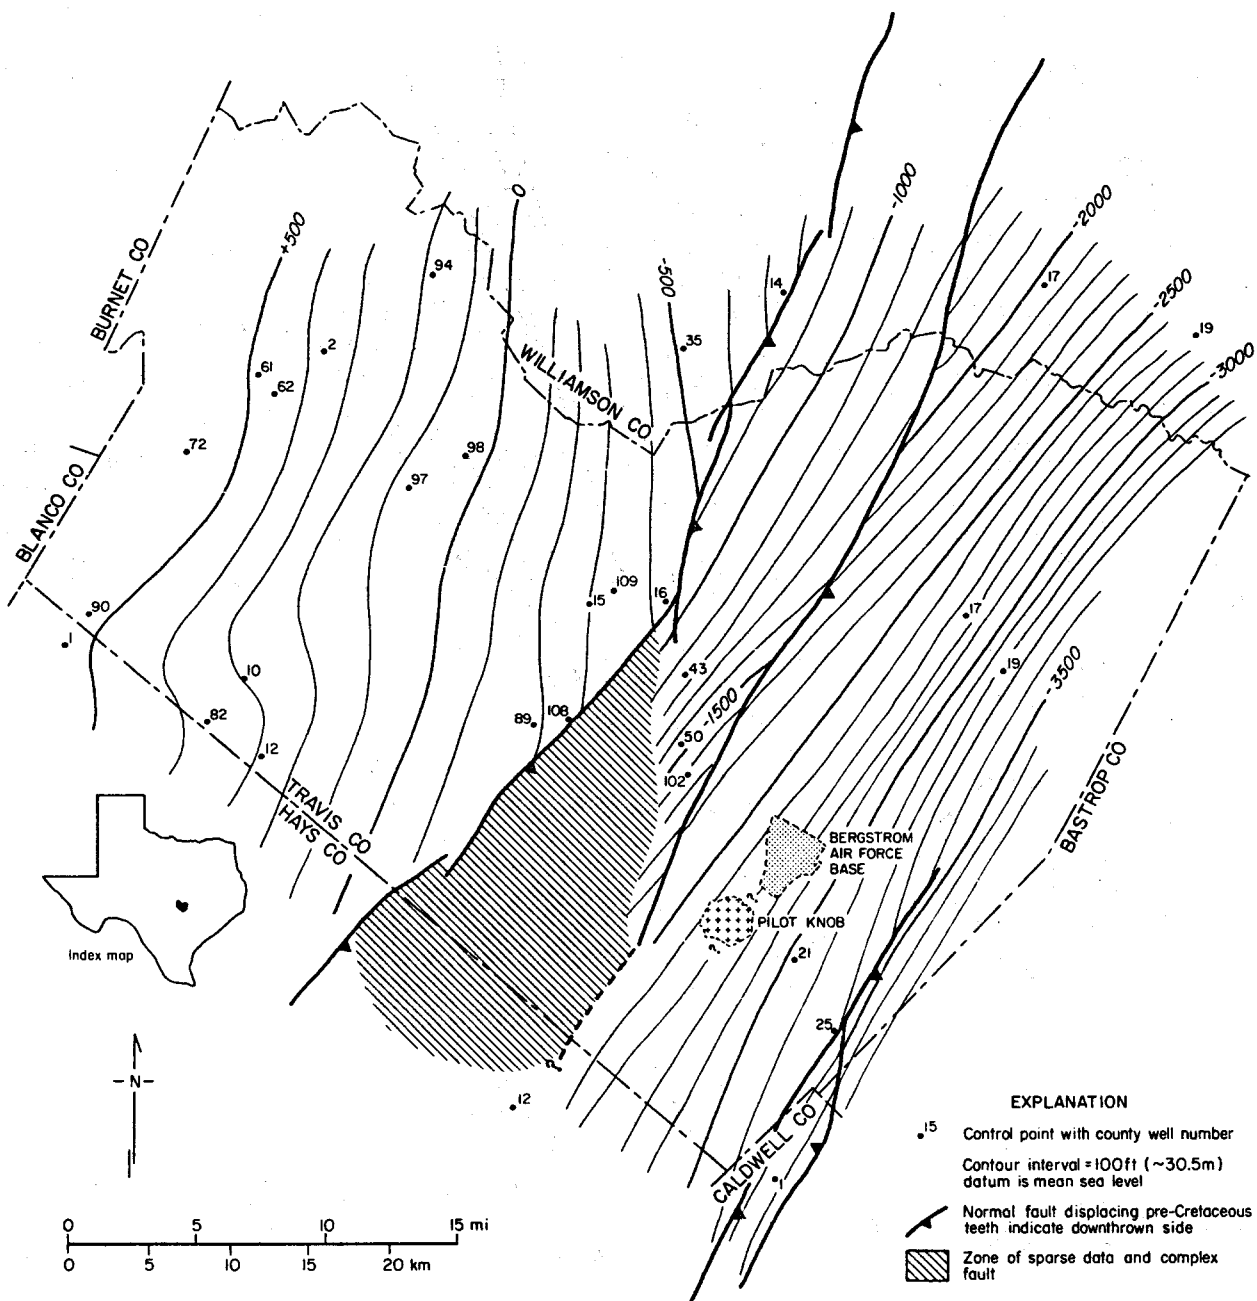 0
-1000
-2000
+500
BURNET CO
94
-500
14
17
-2500
19
35
-3000
2
61
62
WILLIAMSON CO
72
98
97
BLANCO CO
109
15
16
90
1
17
19
-3500
43
10
-1500
82
89
108
50
12
102
TRAVIS CO
HAYS CO
BASTROP CO
BERGSTROM
AIR FORCE
BASE
?
PILOT KNOB
?
Index map
21
25
?
N
12
CALDWELL CO
1
EXPLANATION
15
Control point with county well number
Contour interval = 100ft (~30.5m)
datum is mean sea level
Normal fault displacing pre-Cretaceous
teeth indicate downthrown side
Zone of sparse data and complex
fault
0 5 10 15 mi
0 5 10 15 20 km